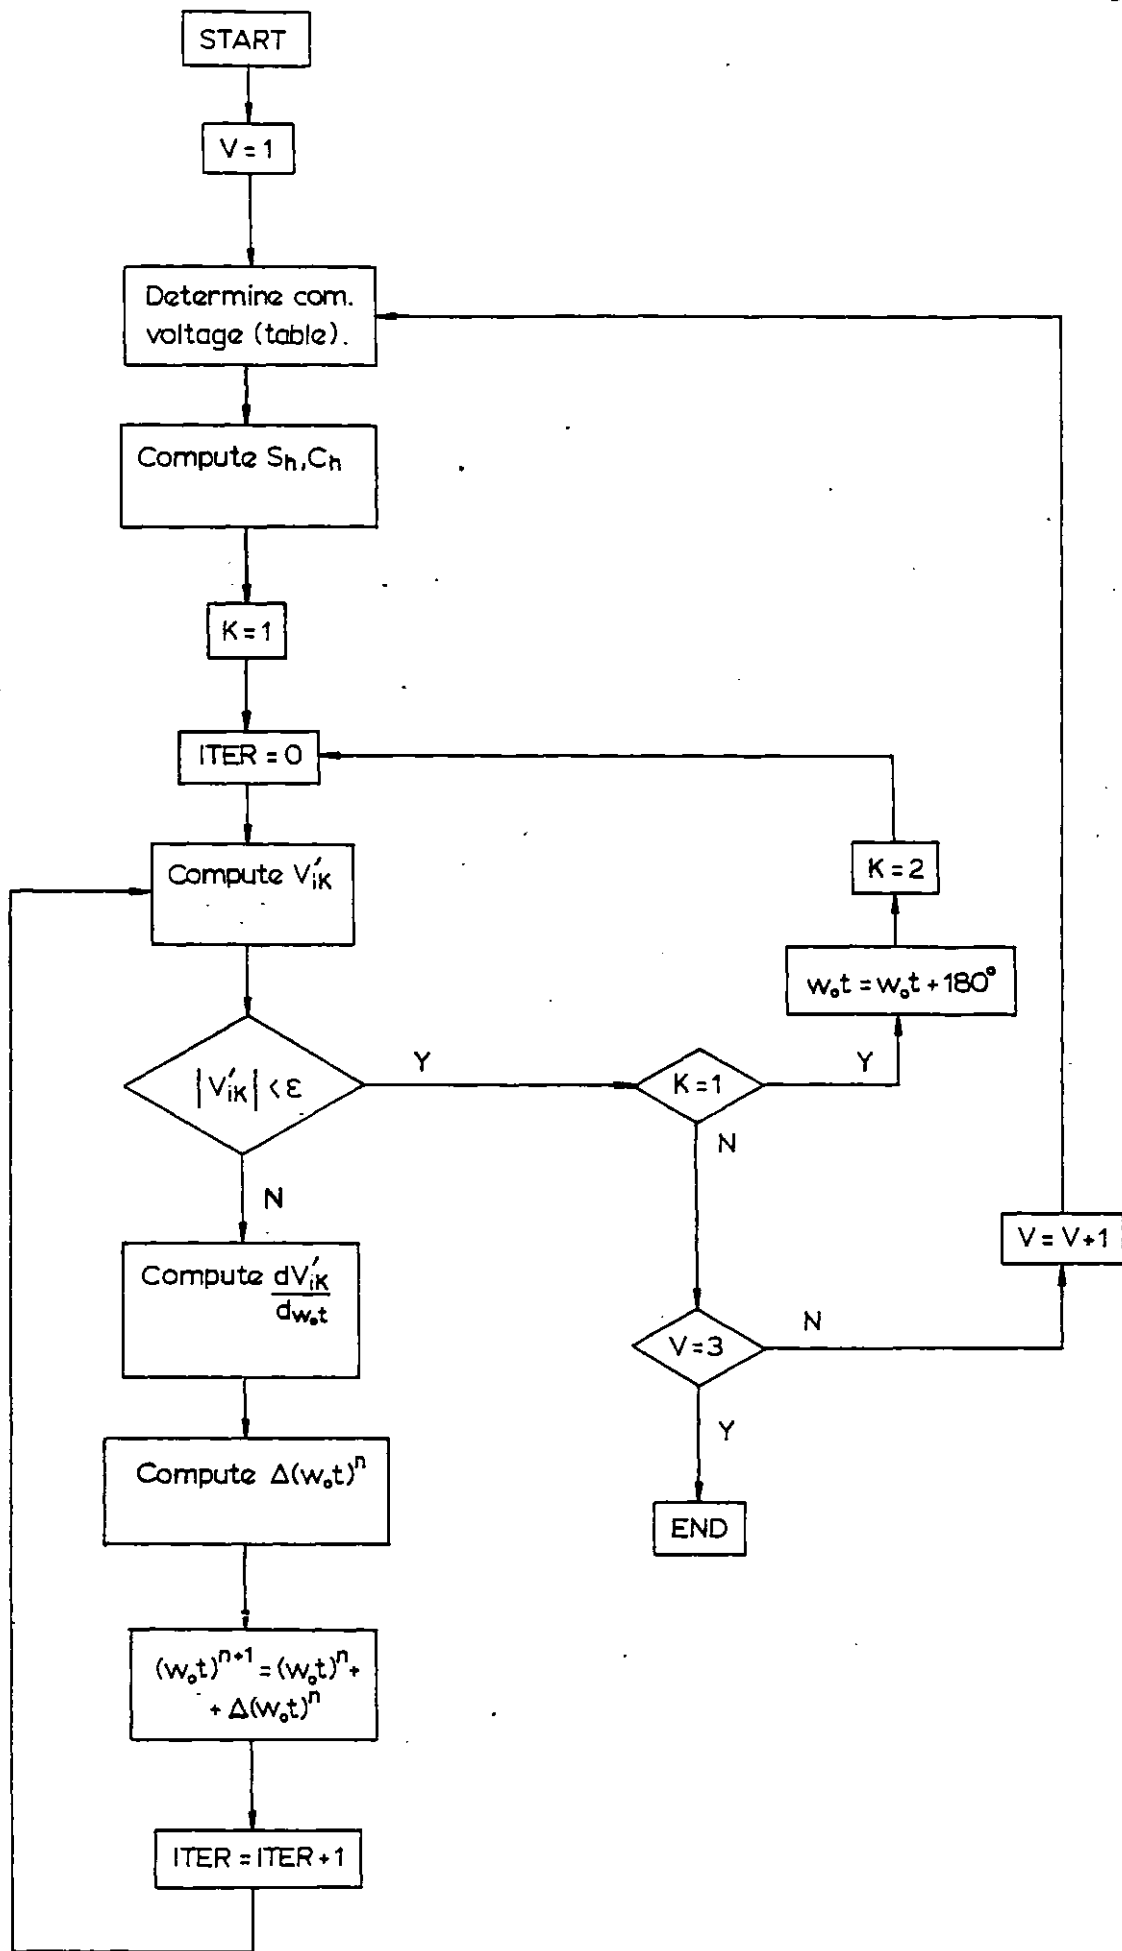 START
V = 1
Determine com.
voltage (table).
Compute Sh, Ch
K = 1
ITER = 0
Compute V′iK
K = 2
w₀t = w₀t + 180°
|V′iK| < ε
Y
K = 1
Y
N
N
Compute dV′iK
dw₀t
V = V+1
V = 3
N
Y
Compute Δ(w₀t)ⁿ
END
(w₀t)ⁿ⁺¹ = (w₀t)ⁿ +
+ Δ(w₀t)ⁿ
ITER = ITER + 1